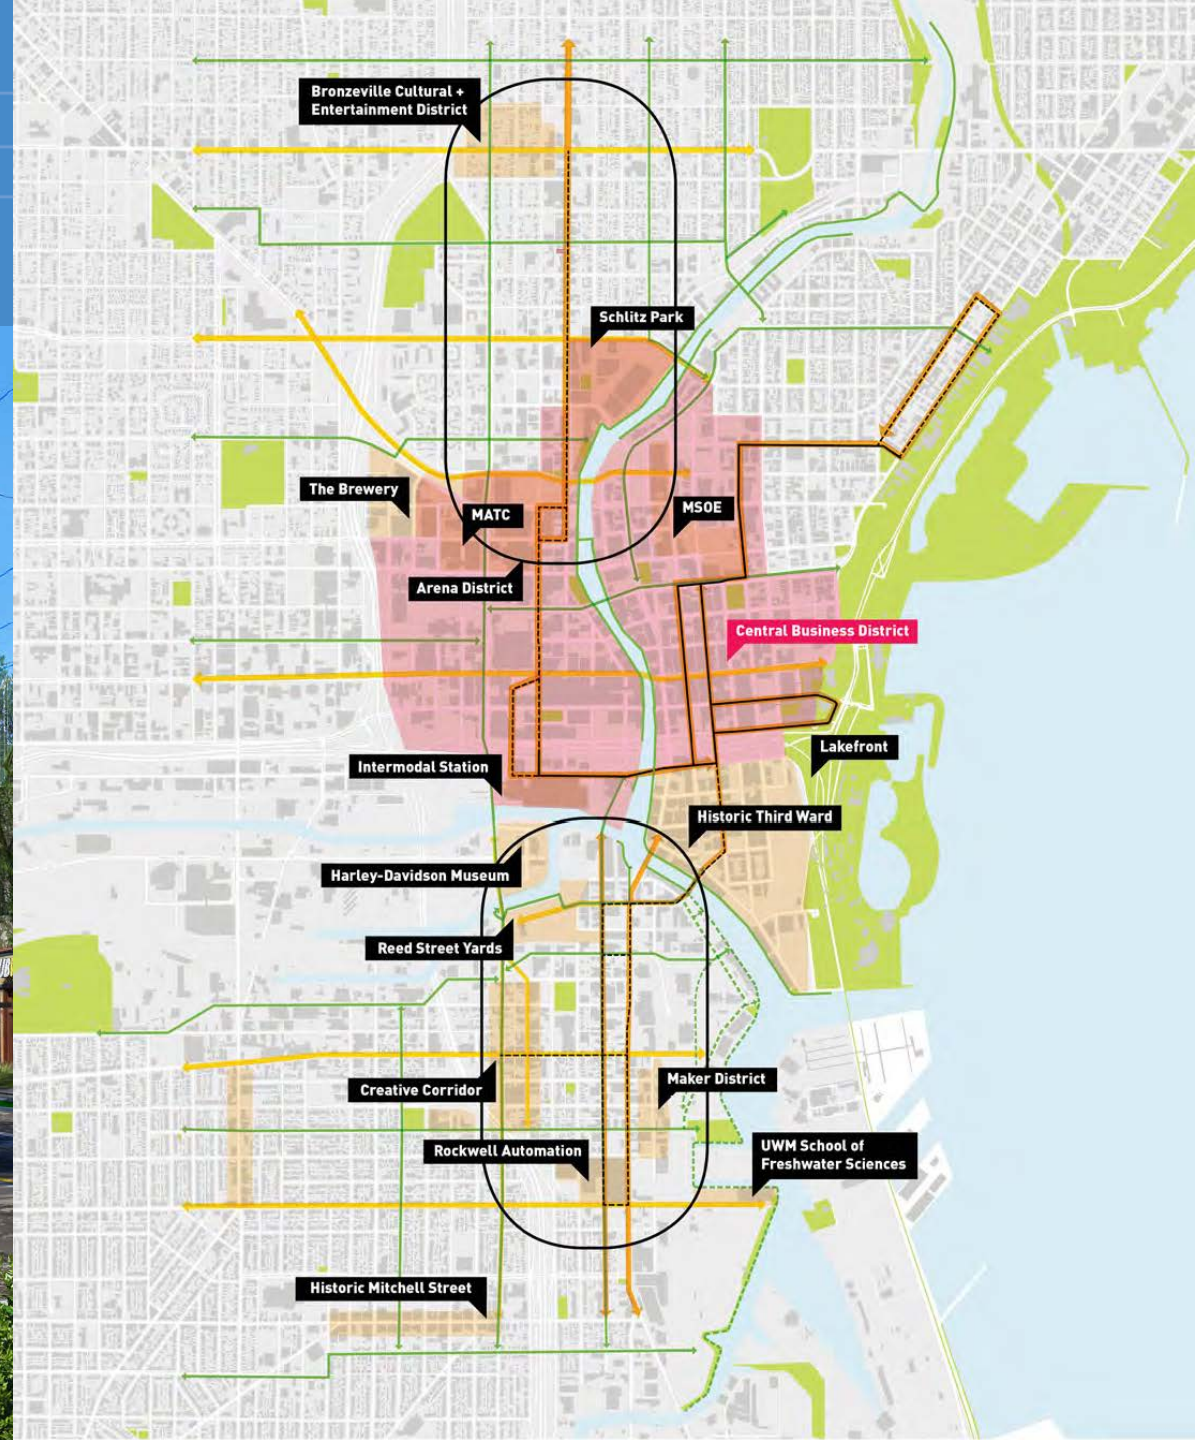 Bronzeville Cultural +
Entertainment District
Schlitz Park
The Brewery
MATC
MSOE
Arena District
Central Business District
Lakefront
Intermodal Station
Historic Third Ward
Harley-Davidson Museum
Reed Street Yards
Maker District
Creative Corridor
Rockwell Automation
UWM School of
Freshwater Sciences
Historic Mitchell Street